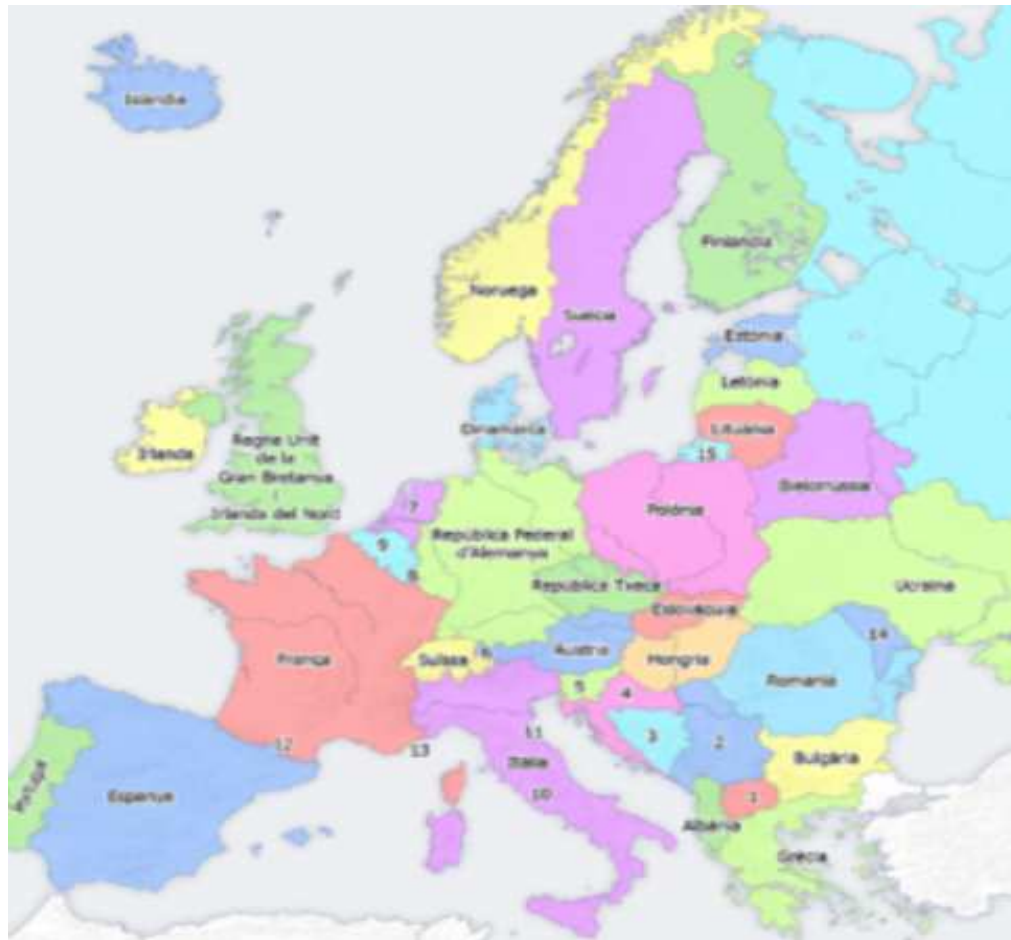 Islàndia
Finlàndia
Noruega
Suècia
Estònia
Letònia
Dinamarca
Lituània
15
Irlanda
Regne Unit
de la
Gran Bretanya
i
Irlanda del Nord
Bielorússia
7
Polònia
9
República Federal
d'Alemanya
8
República Txeca
Ucraïna
Eslovàquia
14
França
Suïssa
6
Àustria
Hongria
5
4
Romania
12
13
11
3
2
Itàlia
Bulgària
Portugal
Espanya
10
1
Albània
Grècia